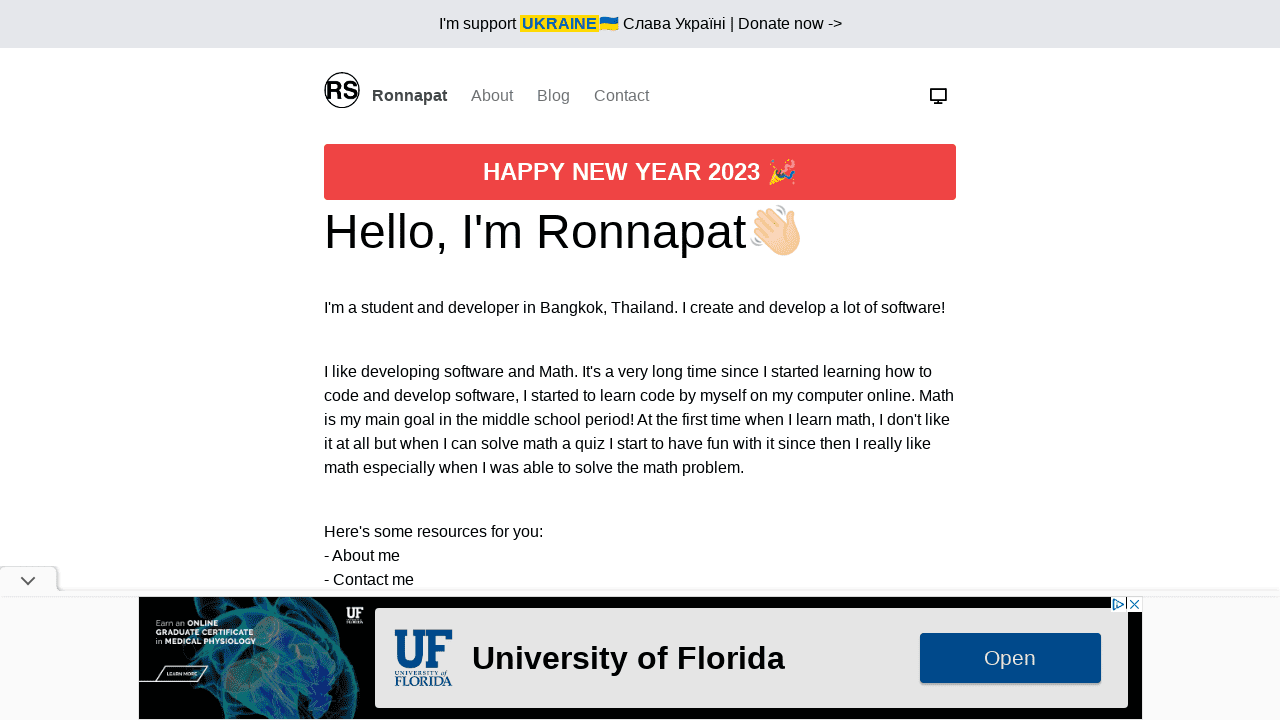 I'm support UKRAINE🇺🇦 Слава Україні | Donate now ->
RS Ronnapat About Blog Contact
HAPPY NEW YEAR 2023 🎉
Hello, I'm Ronnapat👋🏻
I'm a student and developer in Bangkok, Thailand. I create and develop a lot of software!
I like developing software and Math. It's a very long time since I started learning how to
code and develop software, I started to learn code by myself on my computer online. Math
is my main goal in the middle school period! At the first time when I learn math, I don't like
it at all but when I can solve math a quiz I start to have fun with it since then I really like
math especially when I was able to solve the math problem.
Here's some resources for you:
- About me
- Contact me
Earn an ONLINE
GRADUATE CERTIFICATE
in MEDICAL PHYSIOLOGY
LEARN MORE
UF
FLORIDA
UF
UNIVERSITY of
FLORIDA
University of Florida
Open